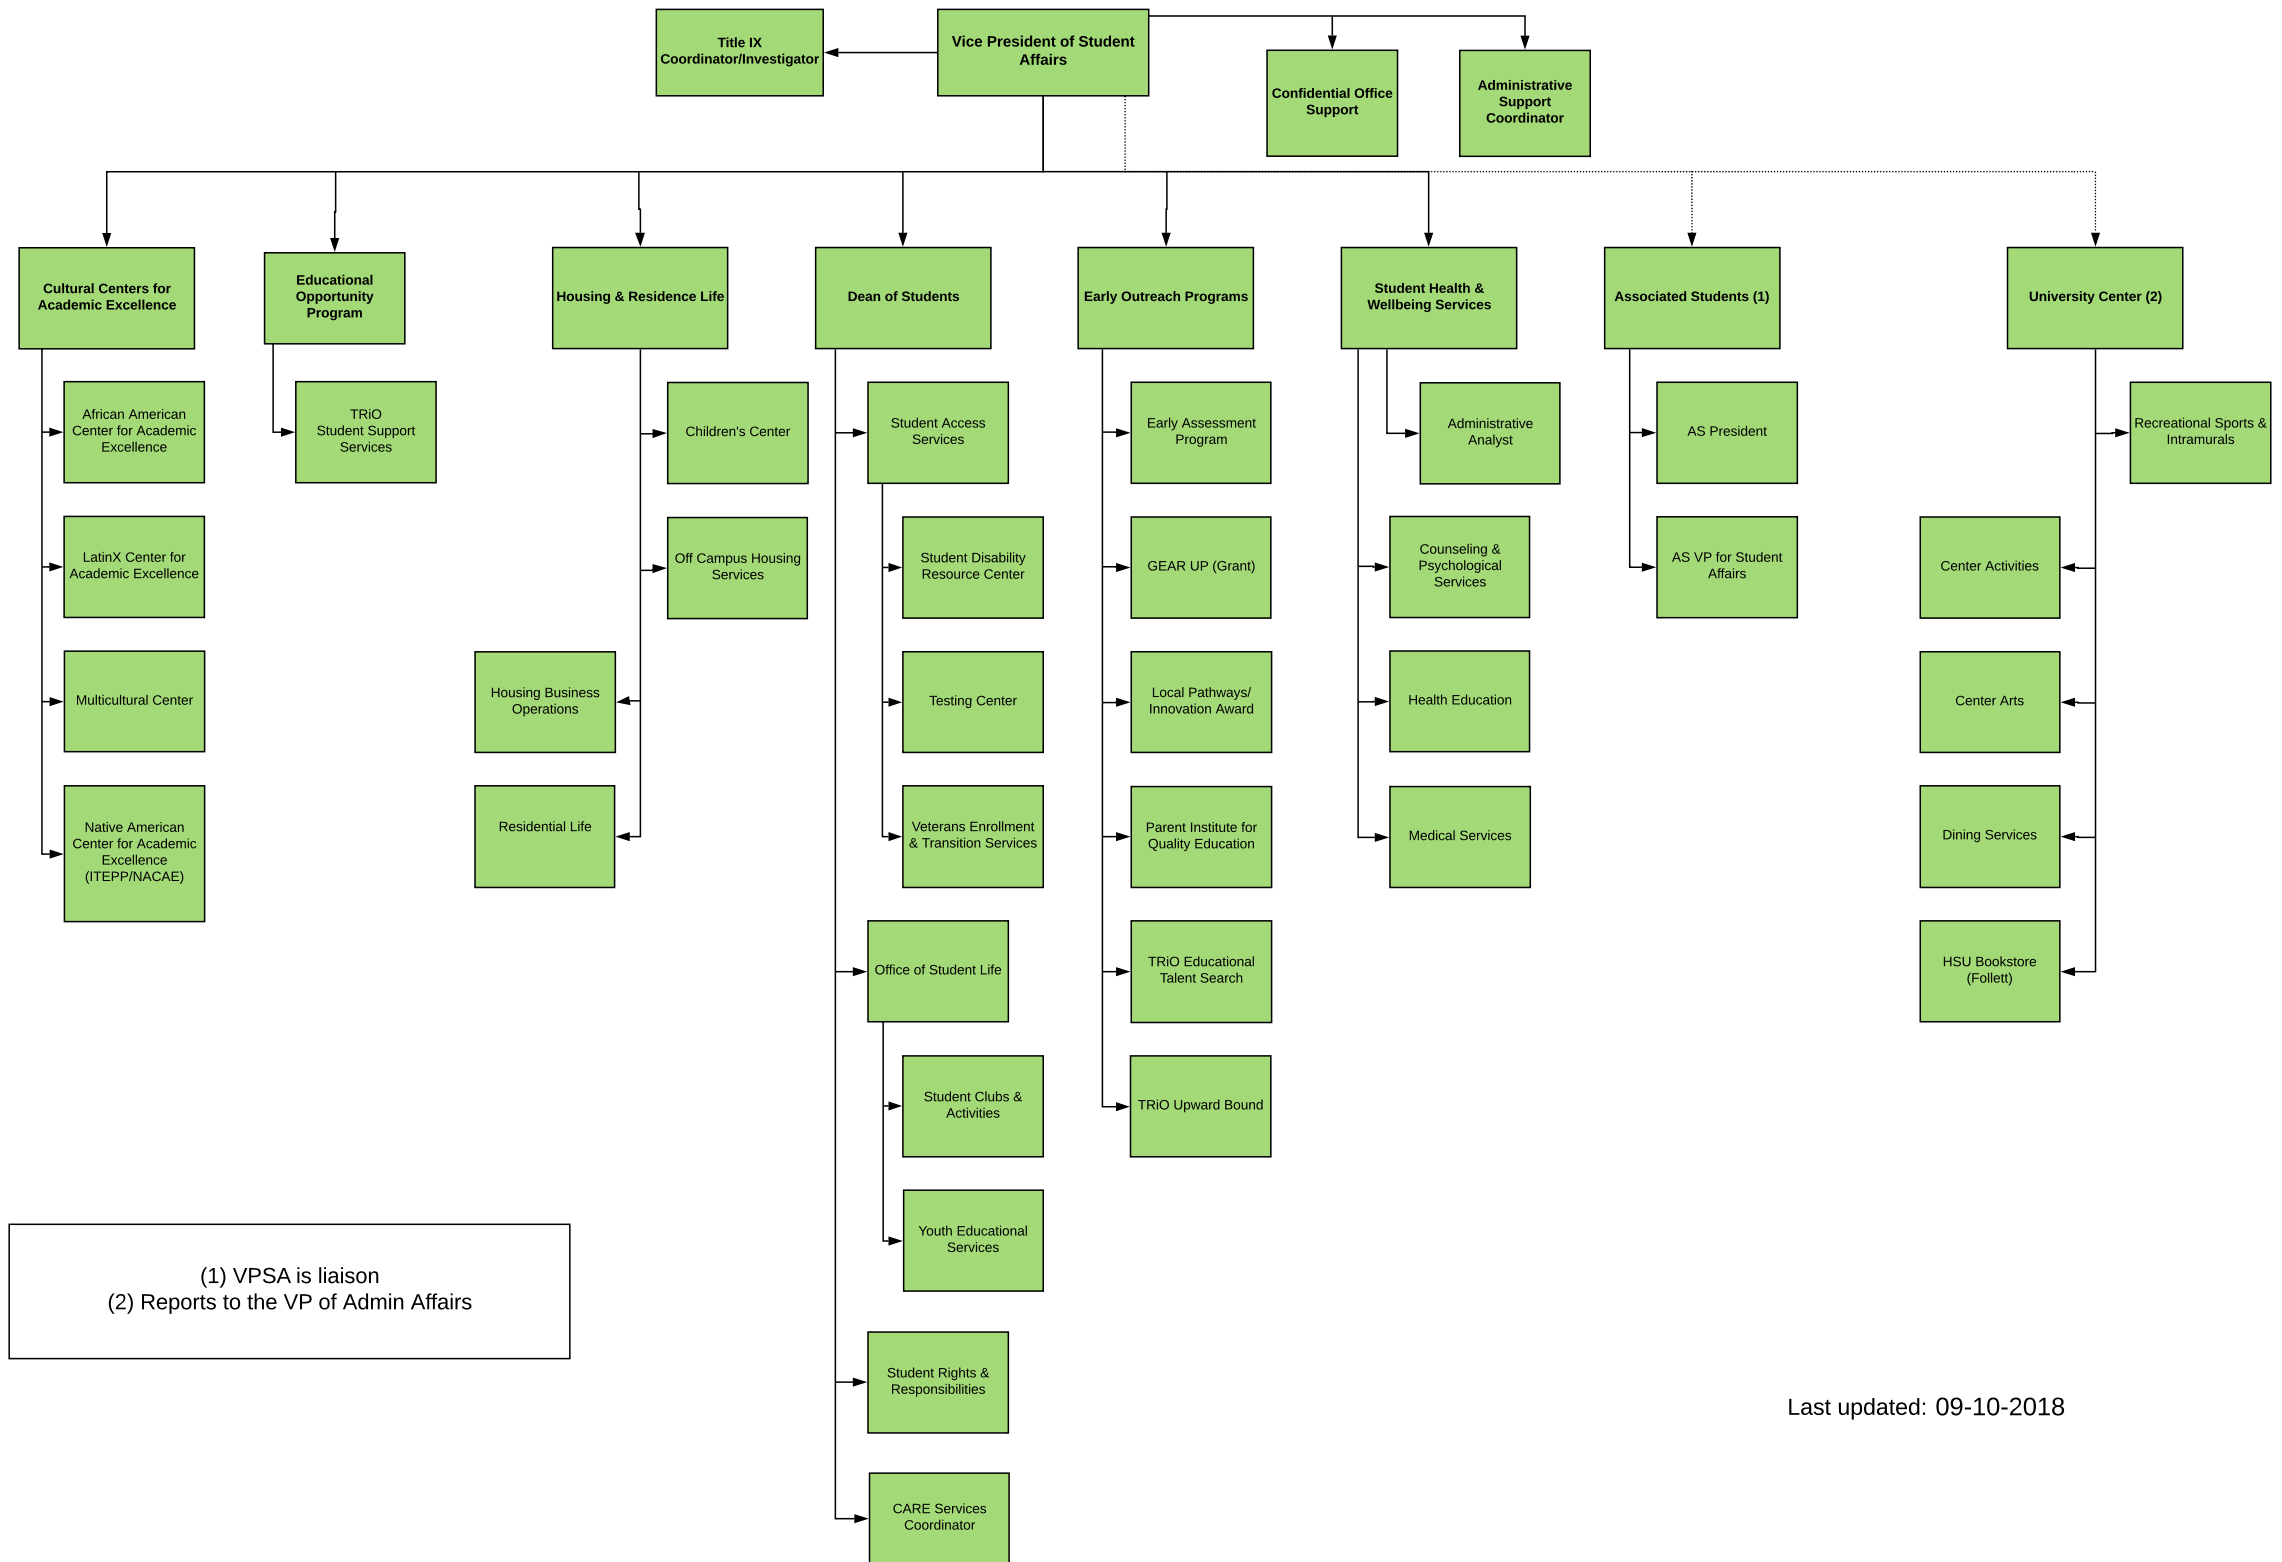 Title IX
Coordinator/Investigator
Vice President of Student
Affairs
Confidential Office
Support
Administrative
Support
Coordinator
Cultural Centers for
Academic Excellence
Educational
Opportunity
Program
Housing & Residence Life
Dean of Students
Early Outreach Programs
Student Health &
Wellbeing Services
Associated Students (1)
University Center (2)
African American
Center for Academic
Excellence
LatinX Center for
Academic Excellence
Multicultural Center
Native American
Center for Academic
Excellence
(ITEPP/NACAE)
TRiO
Student Support
Services
Children's Center
Off Campus Housing
Services
Housing Business
Operations
Residential Life
Student Access
Services
Student Disability
Resource Center
Testing Center
Veterans Enrollment
& Transition Services
Office of Student Life
Student Clubs &
Activities
Youth Educational
Services
Student Rights &
Responsibilities
CARE Services
Coordinator
Early Assessment
Program
GEAR UP (Grant)
Local Pathways/
Innovation Award
Parent Institute for
Quality Education
TRiO Educational
Talent Search
TRiO Upward Bound
Administrative
Analyst
Counseling &
Psychological
Services
Health Education
Medical Services
AS President
AS VP for Student
Affairs
Recreational Sports &
Intramurals
Center Activities
Center Arts
Dining Services
HSU Bookstore
(Follett)
(1) VPSA is liaison
(2) Reports to the VP of Admin Affairs
Last updated: 09-10-2018